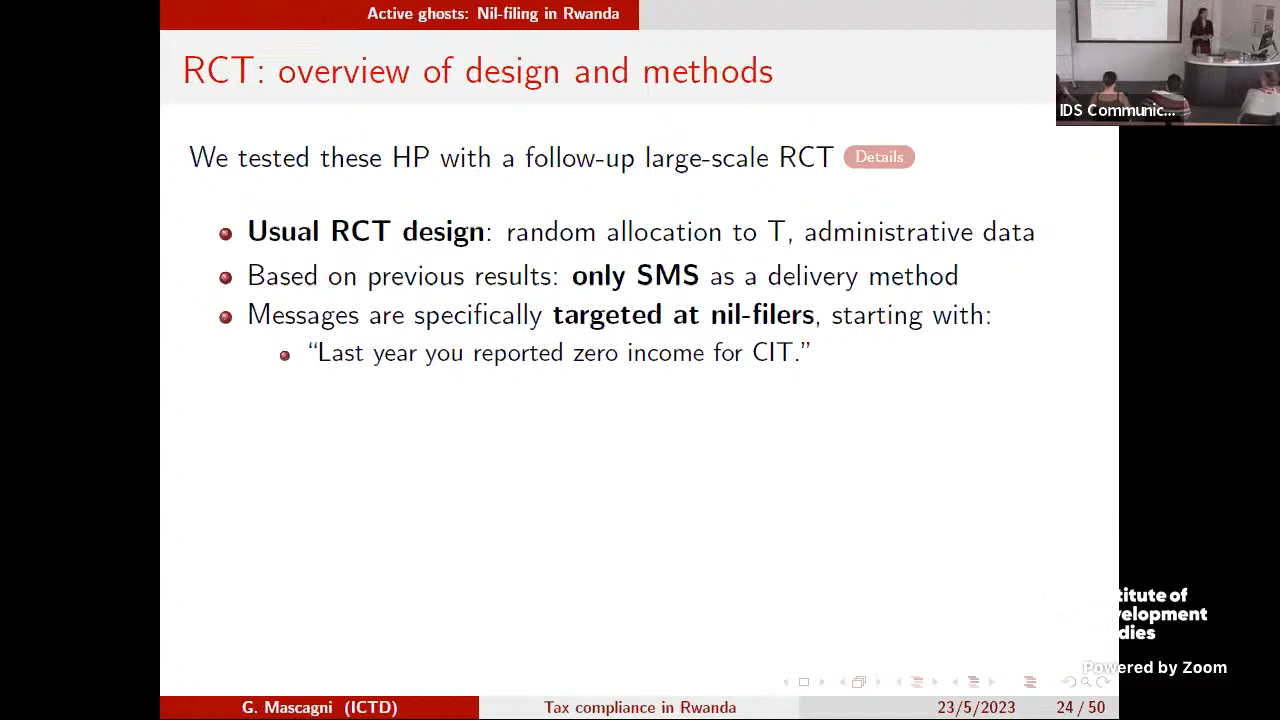 Active ghosts: Nil-filing in Rwanda
RCT: overview of design and methods
IDS Communic...
We tested these HP with a follow-up large-scale RCT Details
Usual RCT design: random allocation to T, administrative data
Based on previous results: only SMS as a delivery method
Messages are specifically targeted at nil-filers, starting with:
“Last year you reported zero income for CIT.”
titute of
velopment
dies
Powered by Zoom
G. Mascagni (ICTD) Tax compliance in Rwanda 23/5/2023 24 / 50